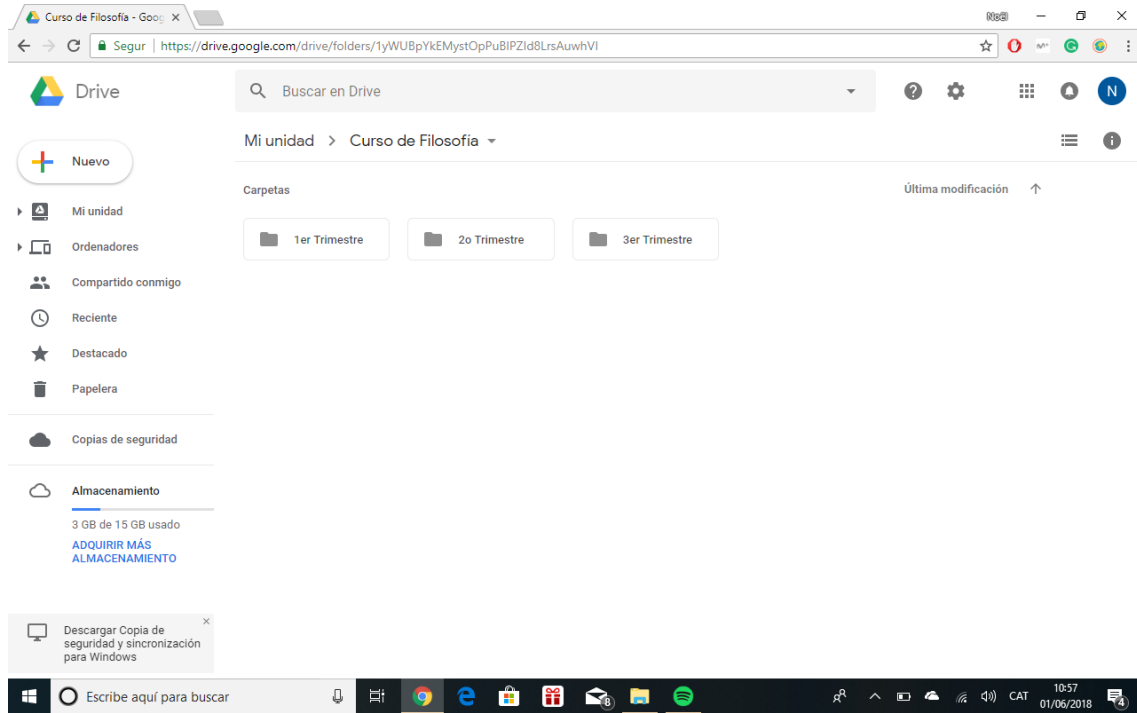 Curso de Filosofía - Goog
Noël
Segur | https://drive.google.com/drive/folders/1yWUBpYkEMystOpPuBIPZId8LrsAuwhVI
Drive
Buscar en Drive
N
Mi unidad > Curso de Filosofía
Nuevo
Carpetas
Última modificación
1er Trimestre
2o Trimestre
3er Trimestre
Mi unidad
Ordenadores
Compartido conmigo
Reciente
Destacado
Papelera
Copias de seguridad
Almacenamiento
3 GB de 15 GB usado
ADQUIRIR MÁS
ALMACENAMIENTO
Descargar Copia de
seguridad y sincronización
para Windows
Escribe aquí para buscar
8
CAT
10:57
01/06/2018
4